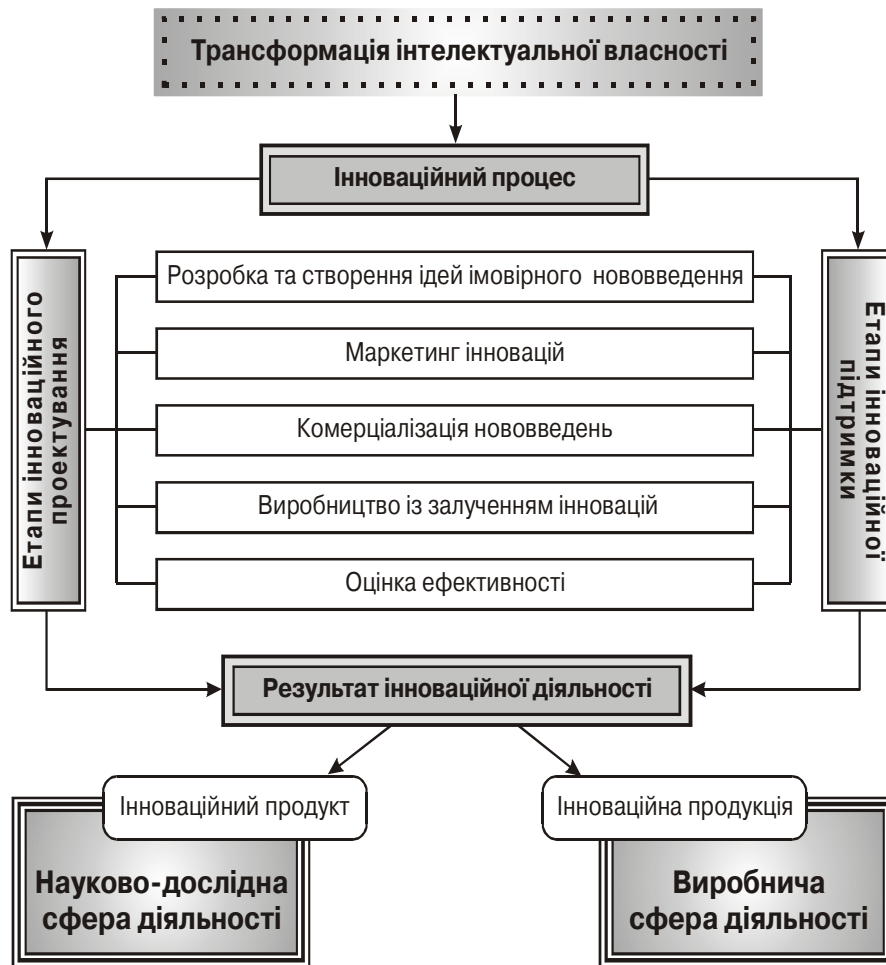 Трансформація інтелектуальної власності
Інноваційний процес
Етапи інноваційного
проектування
Розробка та створення ідей імовірного нововведення
Маркетинг інновацій
Комерціалізація нововведень
Виробництво із залученням інновацій
Оцінка ефективності
Етапи інноваційної
підтримки
Результат інноваційної діяльності
Інноваційний продукт
Інноваційна продукція
Науково-дослідна
сфера діяльності
Виробнича
сфера діяльності